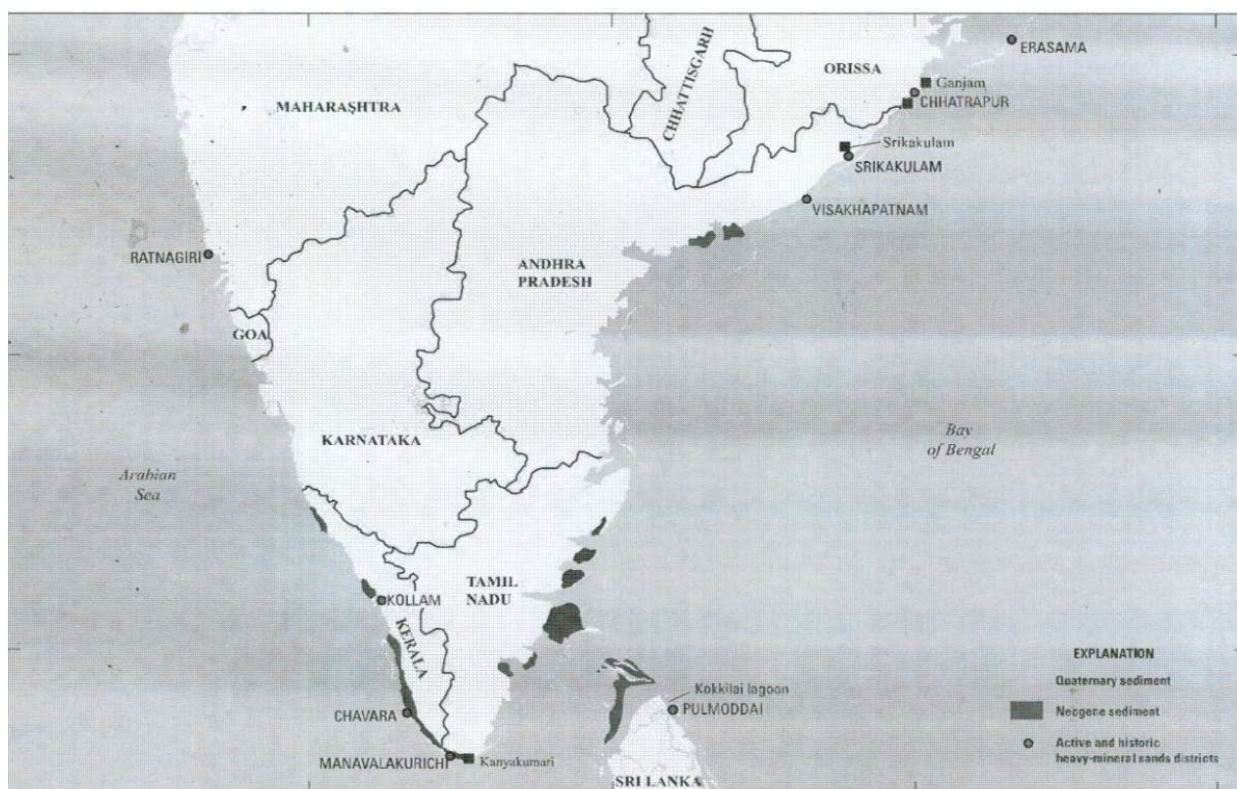 ERASAMA
ORISSA
Ganjam
CHHATTISGARH
CHHATRAPUR
MAHARASHTRA
Srikakulam
SRIKAKULAM
VISAKHAPATNAM
RATNAGIRI
ANDHRA
PRADESH
GOA
KARNATAKA
Bay
of Bengal
Arabian
Sea
TAMIL
NADU
KOLLAM
KERALA
EXPLANATION
Quaternary sediment
Kokkilai lagoon
Neogene sediment
PULMODDAI
CHAVARA
Active and historic
heavy-mineral sands districts
MANAVALAKURICHI
Kanyakumari
SRI LANKA